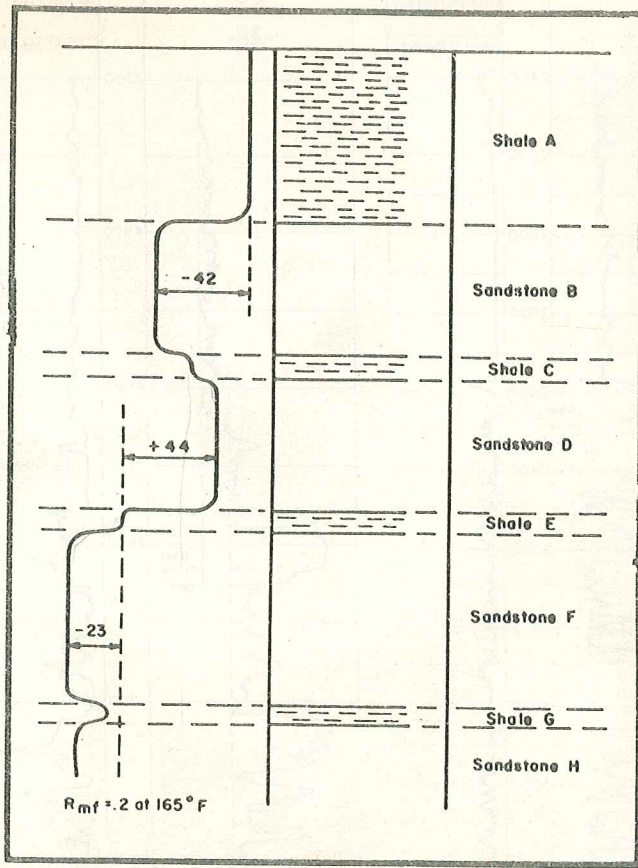 Shale A
-42
Sandstone B
Shale C
+44
Sandstone D
Shale E
Sandstone F
-23
Shale G
Sandstone H
Rmf = .2 at 165° F